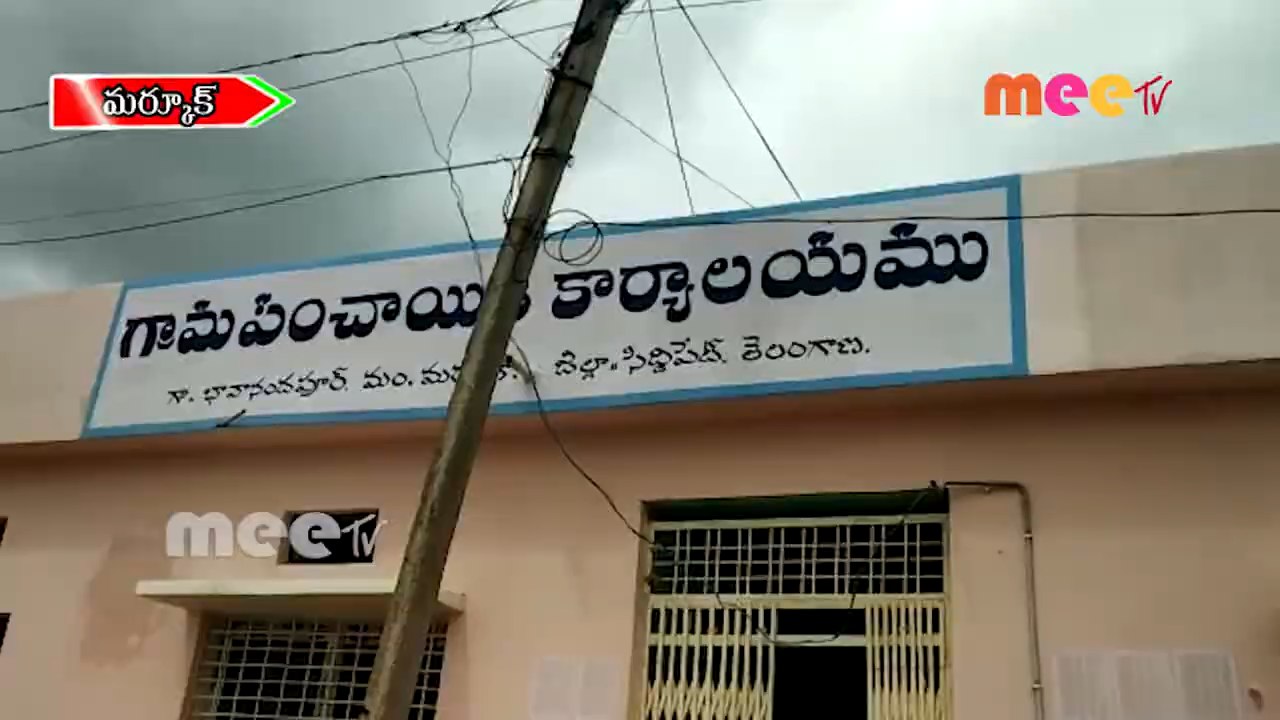 మర్కూక్
mee TV
గామపంచాయితి కార్యాలయము
గా. భావానందపూర్. మం. జిల్లా. సిద్దిపేట్. తెలంగాణ.
mee TV